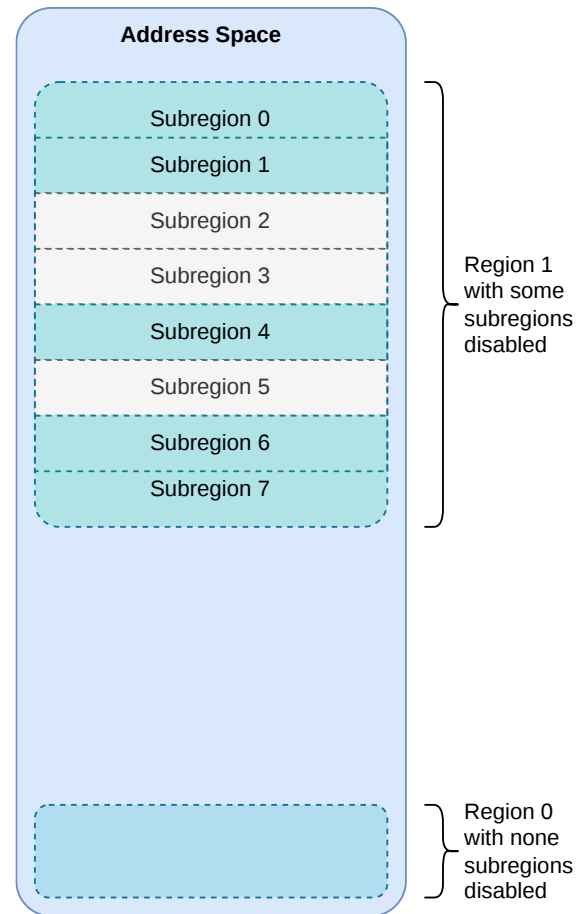 Address Space
Subregion 0
Subregion 1
Subregion 2
Subregion 3
Subregion 4
Subregion 5
Subregion 6
Subregion 7
Region 1
with some
subregions
disabled
Region 0
with none
subregions
disabled